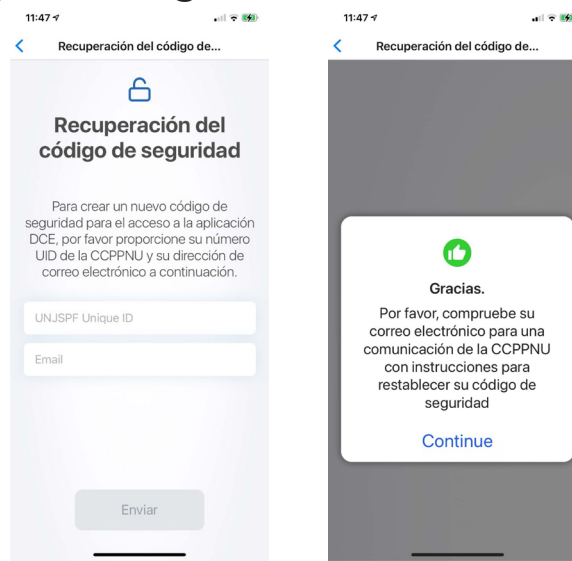 11:47
Recuperación del código de...
Recuperación del
código de seguridad
Para crear un nuevo código de
seguridad para el acceso a la aplicación
DCE, por favor proporcione su número
UID de la CCPPNU y su dirección de
correo electrónico a continuación.
UNJSPF Unique ID
Email
Enviar
11:47
Recuperación del código de...
Gracias.
Por favor, compruebe su
correo electrónico para una
comunicación de la CCPPNU
con instrucciones para
restablecer su código de
seguridad
Continue